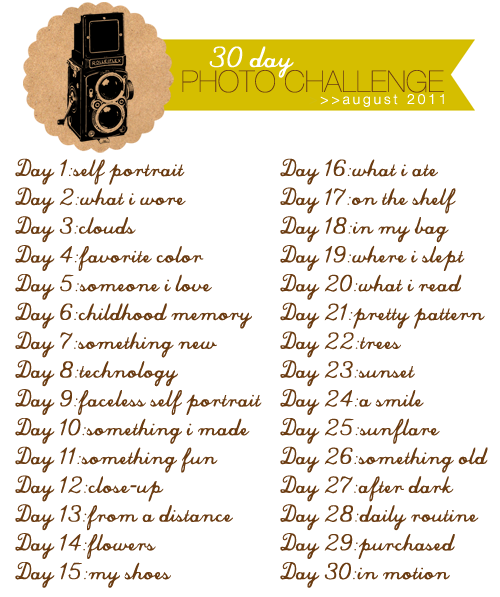 ROLLEIFLEX
30 day
PHOTO CHALLENGE
>>august 2011
Day 1:self portrait
Day 2:what i wore
Day 3:clouds
Day 4:favorite color
Day 5:someone i love
Day 6:childhood memory
Day 7:something new
Day 8:technology
Day 9:faceless self portrait
Day 10:something i made
Day 11:something fun
Day 12:close-up
Day 13:from a distance
Day 14:flowers
Day 15:my shoes
Day 16:what i ate
Day 17:on the shelf
Day 18:in my bag
Day 19:where i slept
Day 20:what i read
Day 21:pretty pattern
Day 22:trees
Day 23:sunset
Day 24:a smile
Day 25:sunflare
Day 26:something old
Day 27:after dark
Day 28:daily routine
Day 29:purchased
Day 30:in motion